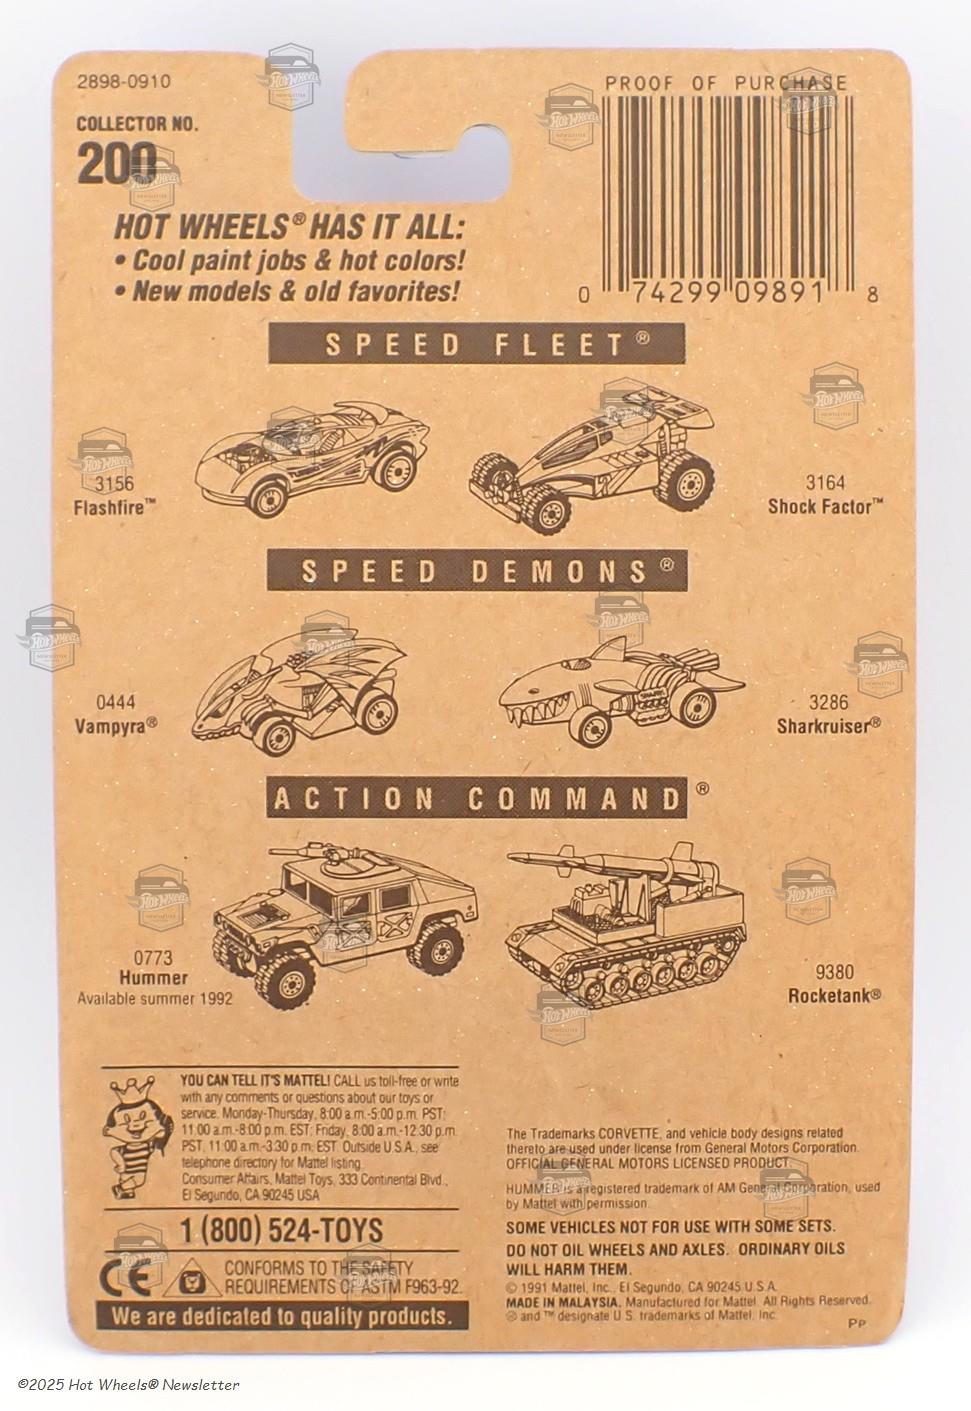 2898-0910
COLLECTOR NO.
200
PROOF OF PURCHASE
0 74299 09891 8
HOT WHEELS® HAS IT ALL:
• Cool paint jobs & hot colors!
• New models & old favorites!
SPEED FLEET®
3156
Flashfire™
3164
Shock Factor™
SPEED DEMONS®
0444
Vampyra®
3286
Sharkruiser®
ACTION COMMAND®
0773
Hummer
Available summer 1992
9380
Rocketank®
YOU CAN TELL IT'S MATTEL! CALL us toll-free or write
with any comments or questions about our toys or
service. Monday-Thursday, 8:00 a.m.-5:00 p.m. PST;
11:00 a.m.-8:00 p.m. EST; Friday, 8:00 a.m.-12:30 p.m.
PST, 11:00 a.m.-3:30 p.m. EST. Outside U.S.A., see
telephone directory for Mattel listing.
Consumer Affairs, Mattel Toys, 333 Continental Blvd.,
El Segundo, CA 90245 USA
1 (800) 524-TOYS
CE
CONFORMS TO THE SAFETY
REQUIREMENTS OF ASTM F963-92.
We are dedicated to quality products.
The Trademarks CORVETTE, and vehicle body designs related
thereto are used under license from General Motors Corporation.
OFFICIAL GENERAL MOTORS LICENSED PRODUCT.
HUMMER is a registered trademark of AM General Corporation, used
by Mattel with permission.
SOME VEHICLES NOT FOR USE WITH SOME SETS.
DO NOT OIL WHEELS AND AXLES. ORDINARY OILS
WILL HARM THEM.
© 1991 Mattel, Inc., El Segundo, CA 90245 U.S.A.
MADE IN MALAYSIA. Manufactured for Mattel. All Rights Reserved.
® and ™ designate U.S. trademarks of Mattel, Inc.
PP
©2025 Hot Wheels® Newsletter